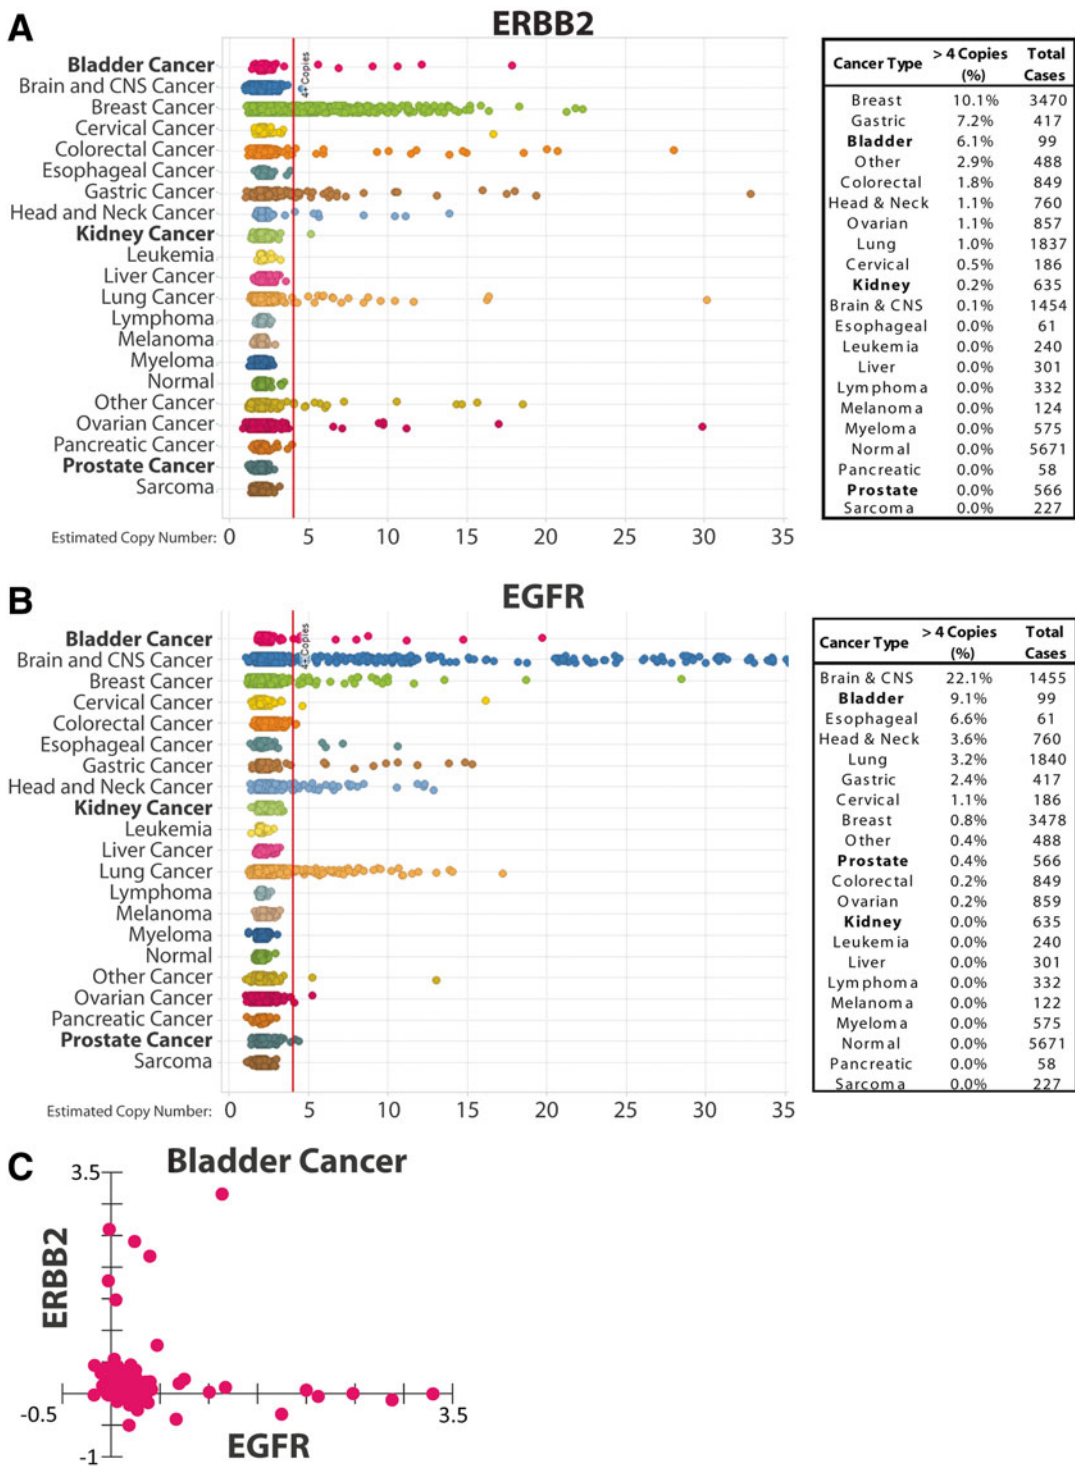 A
ERBB2
Bladder Cancer
Brain and CNS Cancer
Breast Cancer
Cervical Cancer
Colorectal Cancer
Esophageal Cancer
Gastric Cancer
Head and Neck Cancer
Kidney Cancer
Leukemia
Liver Cancer
Lung Cancer
Lymphoma
Melanoma
Myeloma
Normal
Other Cancer
Ovarian Cancer
Pancreatic Cancer
Prostate Cancer
Sarcoma
4+ Copies
Estimated Copy Number: 0 5 10 15 20 25 30 35
Cancer Type > 4 Copies (%) Total Cases
Breast 10.1% 3470
Gastric 7.2% 417
Bladder 6.1% 99
Other 2.9% 488
Colorectal 1.8% 849
Head & Neck 1.1% 760
Ovarian 1.1% 857
Lung 1.0% 1837
Cervical 0.5% 186
Kidney 0.2% 635
Brain & CNS 0.1% 1454
Esophageal 0.0% 61
Leukemia 0.0% 240
Liver 0.0% 301
Lymphoma 0.0% 332
Melanoma 0.0% 124
Myeloma 0.0% 575
Normal 0.0% 5671
Pancreatic 0.0% 58
Prostate 0.0% 566
Sarcoma 0.0% 227
B
EGFR
Bladder Cancer
Brain and CNS Cancer
Breast Cancer
Cervical Cancer
Colorectal Cancer
Esophageal Cancer
Gastric Cancer
Head and Neck Cancer
Kidney Cancer
Leukemia
Liver Cancer
Lung Cancer
Lymphoma
Melanoma
Myeloma
Normal
Other Cancer
Ovarian Cancer
Pancreatic Cancer
Prostate Cancer
Sarcoma
4+ Copies
Estimated Copy Number: 0 5 10 15 20 25 30 35
Cancer Type > 4 Copies (%) Total Cases
Brain & CNS 22.1% 1455
Bladder 9.1% 99
Esophageal 6.6% 61
Head & Neck 3.6% 760
Lung 3.2% 1840
Gastric 2.4% 417
Cervical 1.1% 186
Breast 0.8% 3478
Other 0.4% 488
Prostate 0.4% 566
Colorectal 0.2% 849
Ovarian 0.2% 859
Kidney 0.0% 635
Leukemia 0.0% 240
Liver 0.0% 301
Lymphoma 0.0% 332
Melanoma 0.0% 122
Myeloma 0.0% 575
Normal 0.0% 5671
Pancreatic 0.0% 58
Sarcoma 0.0% 227
C
Bladder Cancer
3.5
ERBB2
-0.5
3.5
EGFR
-1